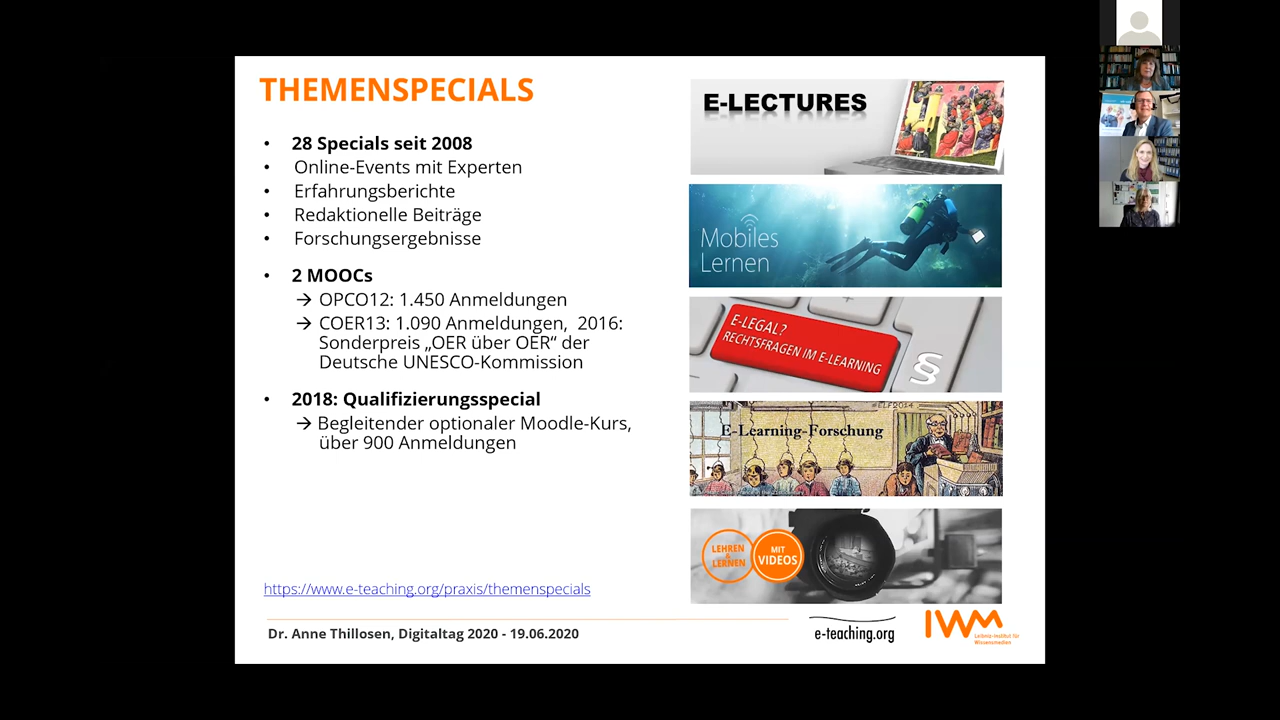 THEMENSPECIALS
• 28 Specials seit 2008
• Online-Events mit Experten
• Erfahrungsberichte
• Redaktionelle Beiträge
• Forschungsergebnisse
• 2 MOOCs
→ OPCO12: 1.450 Anmeldungen
→ COER13: 1.090 Anmeldungen, 2016:
Sonderpreis „OER über OER“ der
Deutsche UNESCO-Kommission
• 2018: Qualifizierungsspecial
→ Begleitender optionaler Moodle-Kurs,
über 900 Anmeldungen
https://www.e-teaching.org/praxis/themenspecials
Dr. Anne Thillosen, Digitaltag 2020 - 19.06.2020
E-LECTURES
Mobiles
Lernen
E-LEGAL?
RECHTSFRAGEN IM E-LEARNING
§
#ELF2014
E-Learning-Forschung
LEHREN
&
LERNEN
MIT
VIDEOS
e-teaching.org
IWM
Leibniz-Institut für
Wissensmedien